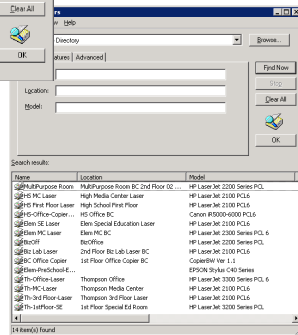 Clear All
OK
rs
w Help
Directory
Browse...
atures Advanced
Find Now
Stop
Location:
Model:
Clear All
OK
Search results:
Name Location Model
MultiPurpose Room MultiPurpose Room BC 2nd Floor 02 ... HP LaserJet 2200 Series PCL
HS MC Laser High Media Center Laser HP LaserJet 2100 PCL6
HS First Floor Laser High School First Floor HP LaserJet 2100 PCL6
HS-Office-Copier... HS Office BC Canon iR5000-6000 PCL6
Elem SE Laser Elem Special Education Laser HP LaserJet 2100 PCL6
Elem MC Laser Elem MC BC HP LaserJet 2300 Series PCL 6
BizOff BizOffice HP LaserJet 2200 Series PCL
Biz Lab Laser 2nd Floor Biz Lab Laser BC HP LaserJet 2100 PCL6
BC Office Copier 1st Floor Office Copier BC CopierBW Ver 1.1
Elem-PreSchool-E... EPSON Stylus C40 Series
Th-Office-Laser Thompson Office HP LaserJet 3300 Series PCL 6
Th-MC-Laser Thompson Media Center HP LaserJet 2100 PCL6
Th-3rd Floor-Laser Thompson 3rd Floor Laser HP LaserJet 2100 PCL6
Th-1stFloor-SE 1st Floor Special Ed Room HP LaserJet 3200 Series PCL
14 item(s) found